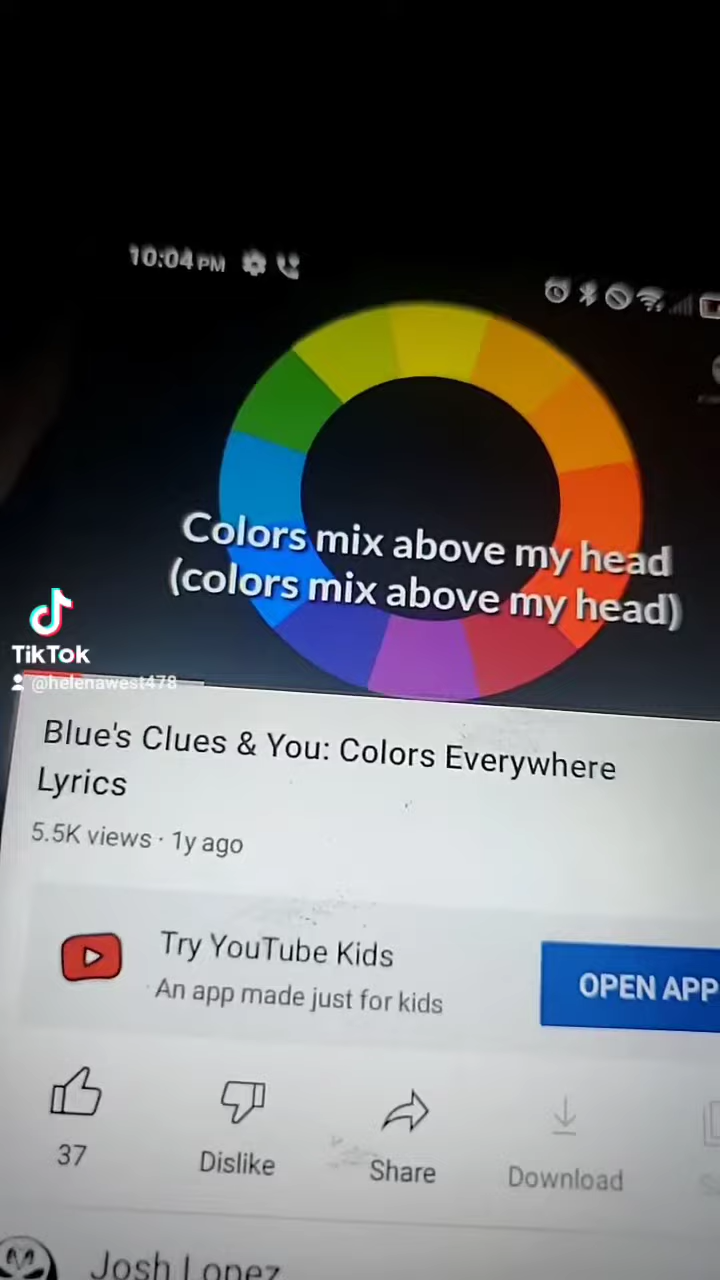 10:04 PM
Colors mix above my head
(colors mix above my head)
TikTok
@helenawest478
Blue's Clues & You: Colors Everywhere
Lyrics
5.5K views · 1y ago
Try YouTube Kids
An app made just for kids
OPEN APP
37
Dislike
Share
Download
Josh Lopez